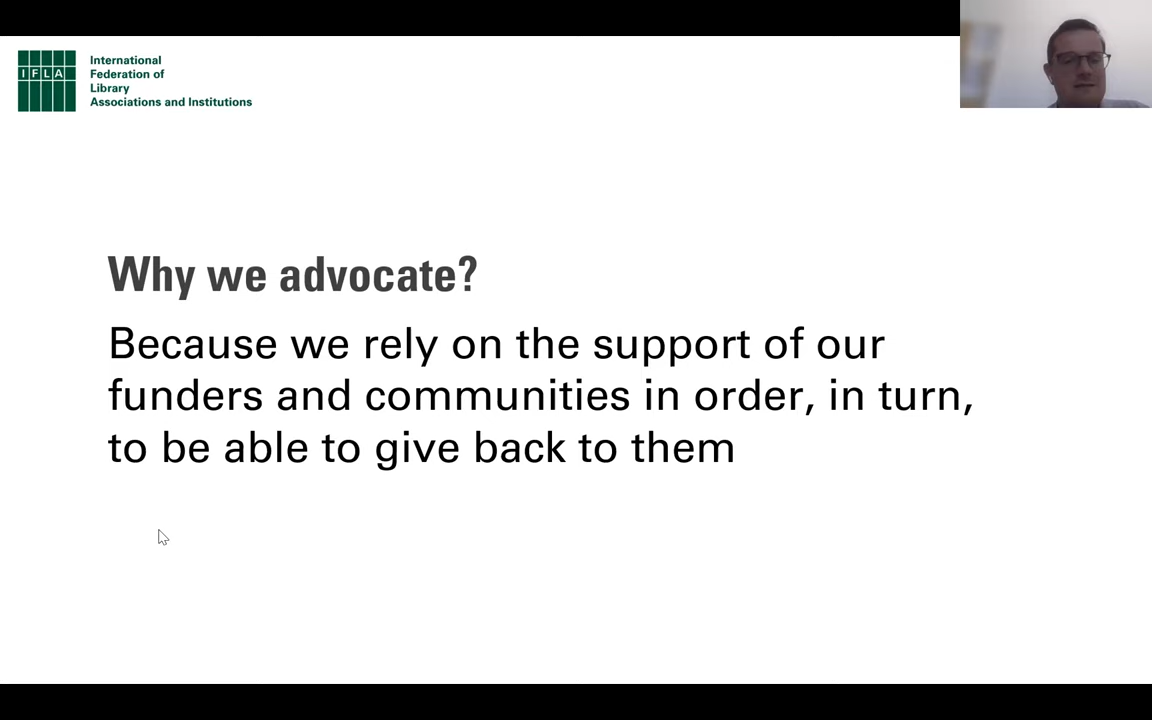 IFLA
International
Federation of
Library
Associations and Institutions
Why we advocate?
Because we rely on the support of our
funders and communities in order, in turn,
to be able to give back to them